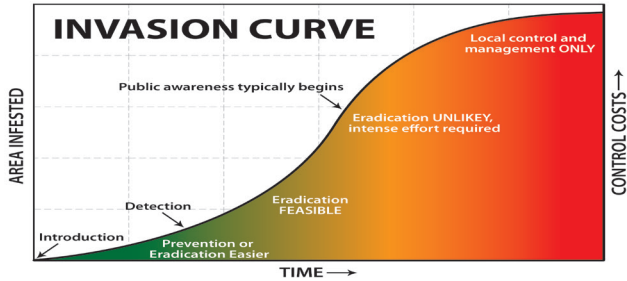 INVASION CURVE
Local control and
management ONLY
Public awareness typically begins
Eradication UNLIKEY,
intense effort required
Detection
Eradication
FEASIBLE
Introduction
Prevention or
Eradication Easier
AREA INFESTED
CONTROL COSTS
TIME